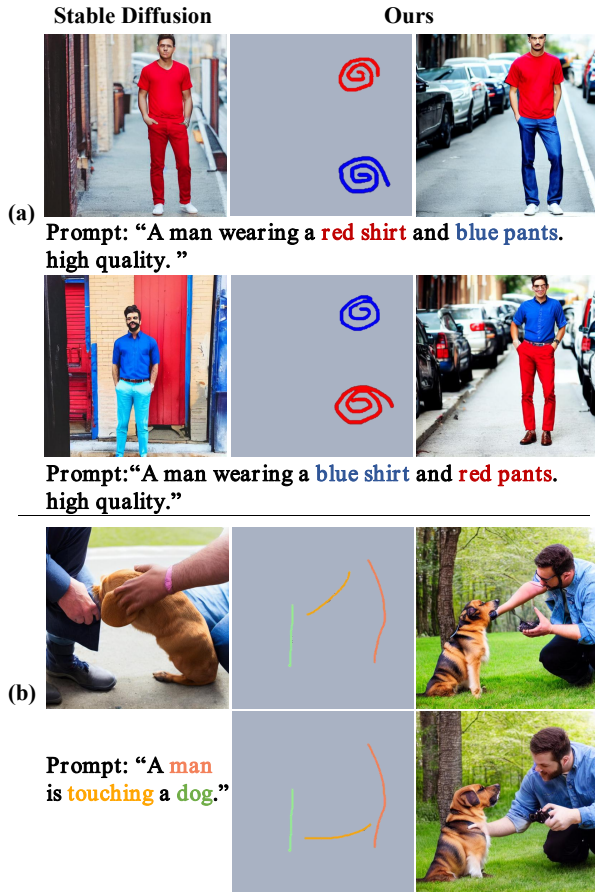 Stable Diffusion
Ours
(a)
Prompt: “A man wearing a red shirt and blue pants.
high quality. ”
Prompt:“A man wearing a blue shirt and red pants.
high quality.”
(b)
Prompt: “A man
is touching a dog.”